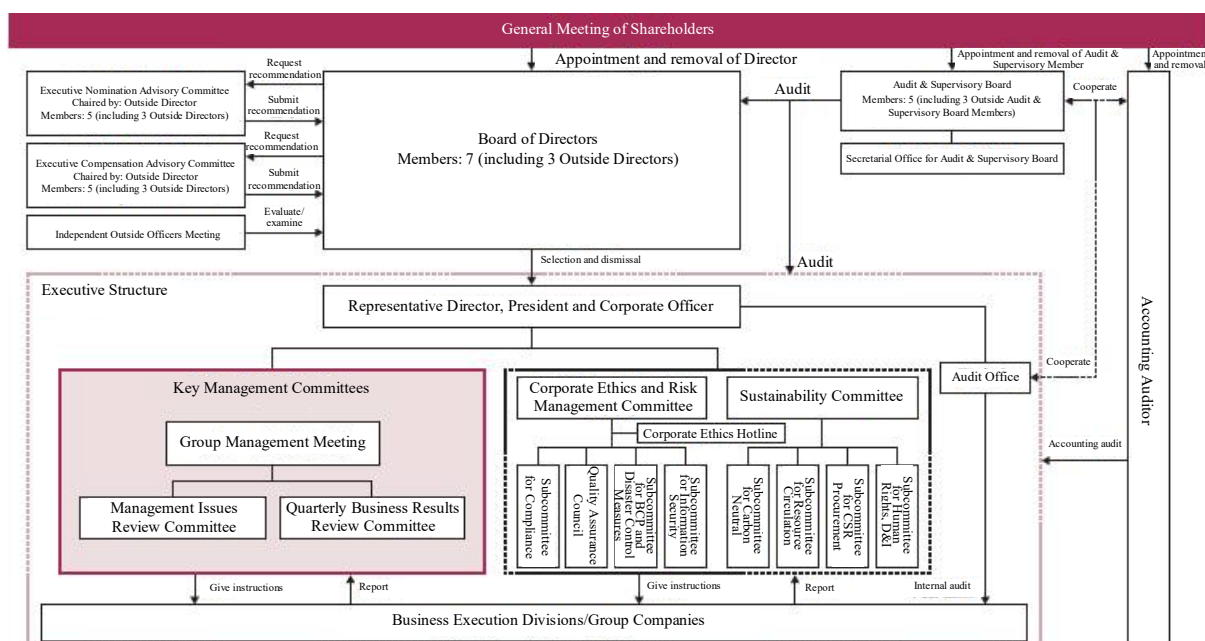 General Meeting of Shareholders
Appointment and removal of Director
Appointment and removal of Audit &
Supervisory Member
Appointment
and removal
Request
recommendation
Submit
recommendation
Request
recommendation
Submit
recommendation
Evaluate/
examine
Executive Nomination Advisory Committee
Chaired by: Outside Director
Members: 5 (including 3 Outside Directors)
Executive Compensation Advisory Committee
Chaired by: Outside Director
Members: 5 (including 3 Outside Directors)
Independent Outside Officers Meeting
Board of Directors
Members: 7 (including 3 Outside Directors)
Audit
Audit & Supervisory Board
Members: 5 (including 3 Outside Audit &
Supervisory Board Members)
Secretarial Office for Audit & Supervisory Board
Cooperate
Selection and dismissal
Audit
Executive Structure
Representative Director, President and Corporate Officer
Accounting Auditor
Cooperate
Audit Office
Key Management Committees
Group Management Meeting
Management Issues
Review Committee
Quarterly Business Results
Review Committee
Corporate Ethics and Risk
Management Committee
Sustainability Committee
Corporate Ethics Hotline
Subcommittee
for Compliance
Quality Assurance
Council
Subcommittee
for BCP and
Disaster Control
Measures
Subcommittee
for Information
Security
Subcommittee
for Carbon
Neutral
Subcommittee
for Resource
Circulation
Subcommittee
for CSR
Procurement
Subcommittee
for Human
Rights, D&I
Accounting audit
Give instructions
Report
Give instructions
Report
Internal audit
Business Execution Divisions/Group Companies